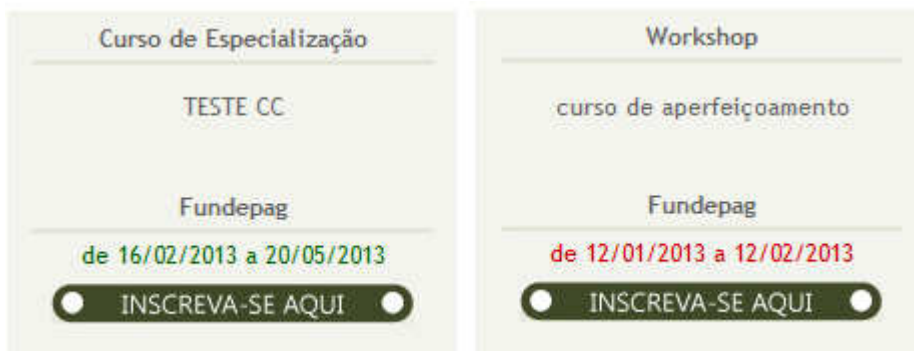 Curso de Especialização
TESTE CC
Fundepag
de 16/02/2013 a 20/05/2013
INSCREVA-SE AQUI
Workshop
curso de aperfeiçoamento
Fundepag
de 12/01/2013 a 12/02/2013
INSCREVA-SE AQUI